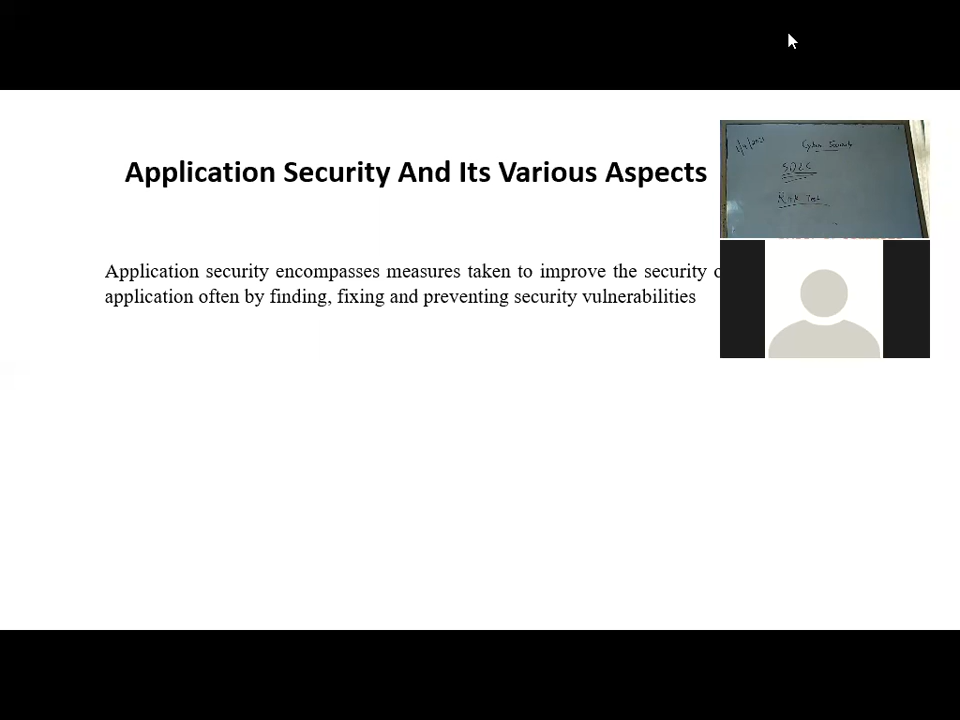 Application Security And Its Various Aspects
Application security encompasses measures taken to improve the security
application often by finding, fixing and preventing security vulnerabilities
Cyber Security
SDLC